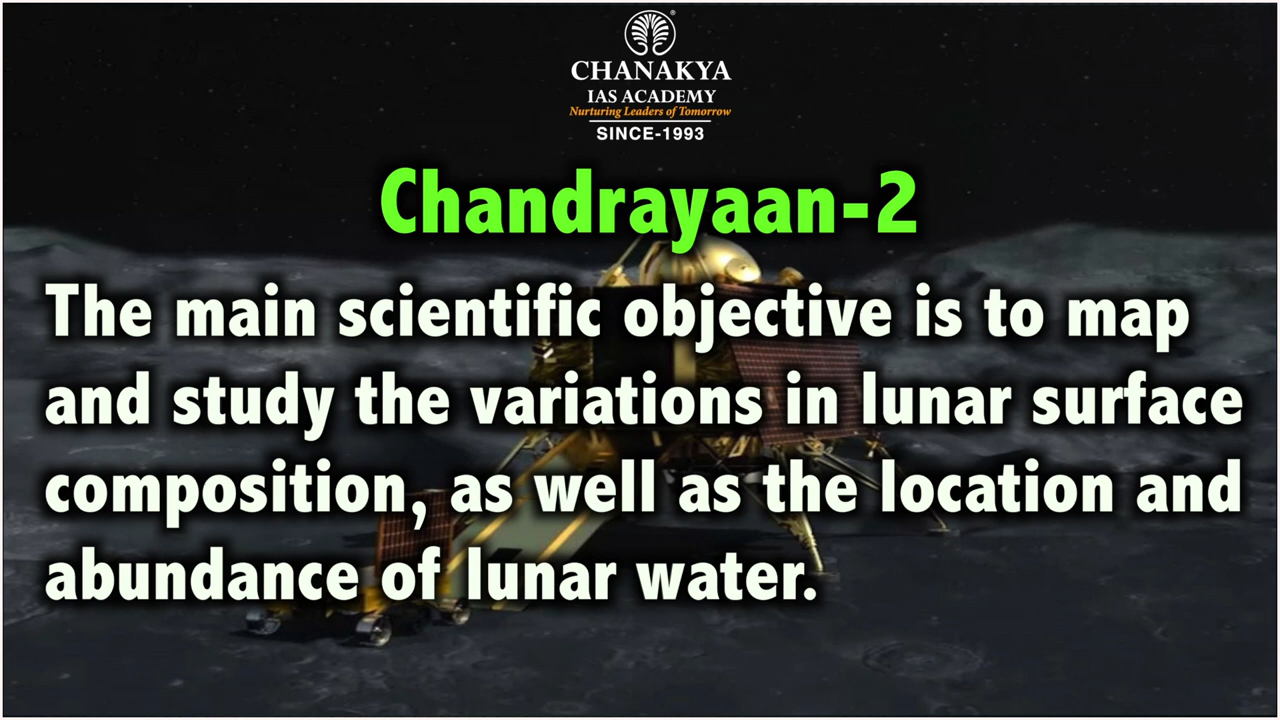 CHANAKYA
IAS ACADEMY
Nurturing Leaders of Tomorrow
SINCE-1993
Chandrayaan-2
The main scientific objective is to map
and study the variations in lunar surface
composition, as well as the location and
abundance of lunar water.